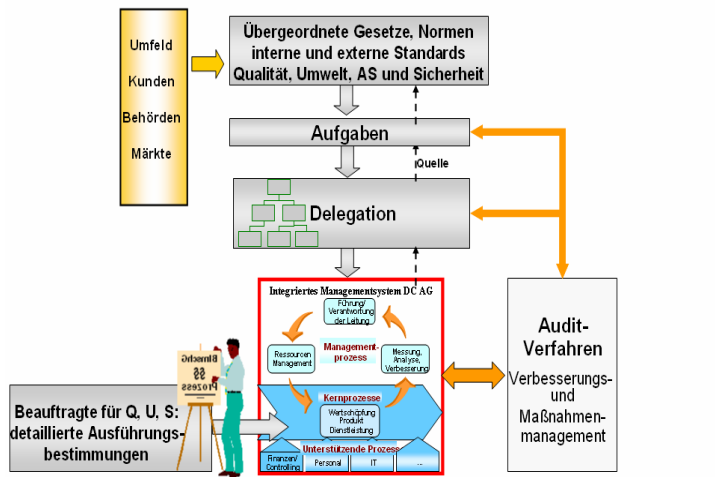 Umfeld
Kunden
Behörden
Märkte
Übergeordnete Gesetze, Normen
interne und externe Standards
Qualität, Umwelt, AS und Sicherheit
Aufgaben
Quelle
Delegation
Integriertes Managementsystem DC AG
Führung/
Verantwortung
der Leitung
Ressourcen
Management
Management-
prozess
Messung,
Analyse,
Verbesserung
Kernprozesse
Wertschöpfung
Produkt
Dienstleistung
Unterstützende Prozesse
Finanzen/
Controlling
Personal
IT
...
Audit-
Verfahren
Verbesserungs-
und
Maßnahmen-
management
BImschG
§§
Prozess
Beauftragte für Q, U, S:
detaillierte Ausführungs-
bestimmungen